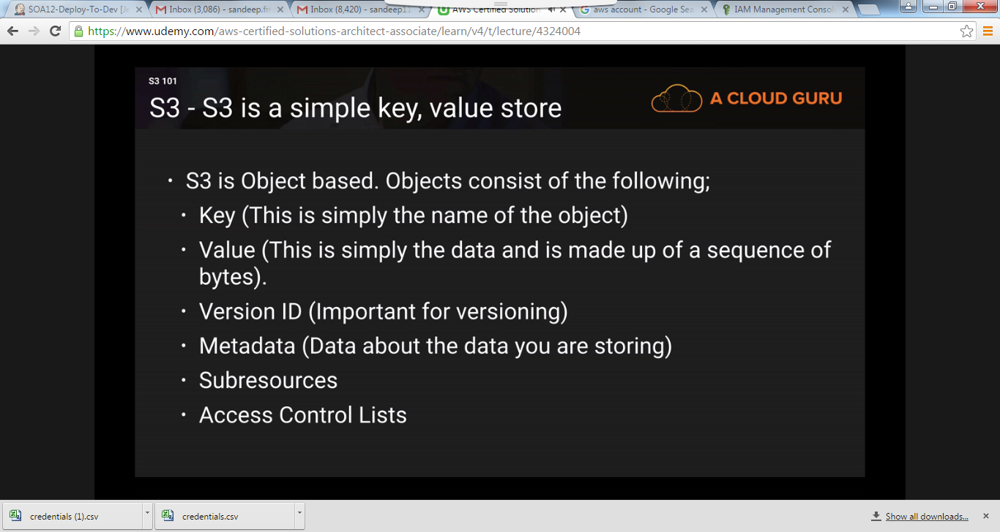 SOA12-Deploy-To-Dev [Je
Inbox (3,086) - sandeep.fm
Inbox (8,420) - sandeep11
AWS Certified Solution
aws account - Google Sea
IAM Management Consol
https://www.udemy.com/aws-certified-solutions-architect-associate/learn/v4/t/lecture/4324004
S3 101
S3 - S3 is a simple key, value store
A CLOUD GURU
• S3 is Object based. Objects consist of the following;
• Key (This is simply the name of the object)
• Value (This is simply the data and is made up of a sequence of
bytes).
• Version ID (Important for versioning)
• Metadata (Data about the data you are storing)
• Subresources
• Access Control Lists
credentials (1).csv
credentials.csv
Show all downloads...